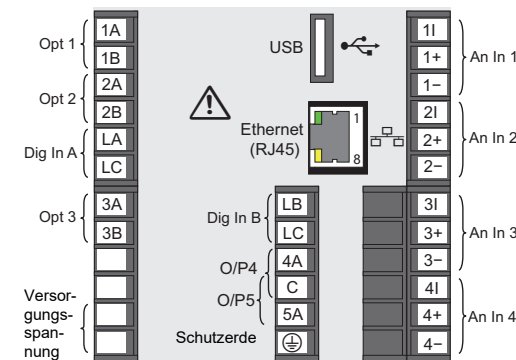 Opt 1
1A
1B
Opt 2
2A
2B
Dig In A
LA
LC
Opt 3
3A
3B
Versor-
gungs-
span-
nung
USB
Ethernet
(RJ45)
1
8
Dig In B
LB
LC
O/P4
4A
C
O/P5
5A
Schutzerde
1I
1+
1−
An In 1
2I
2+
2−
An In 2
3I
3+
3−
An In 3
4I
4+
4−
An In 4